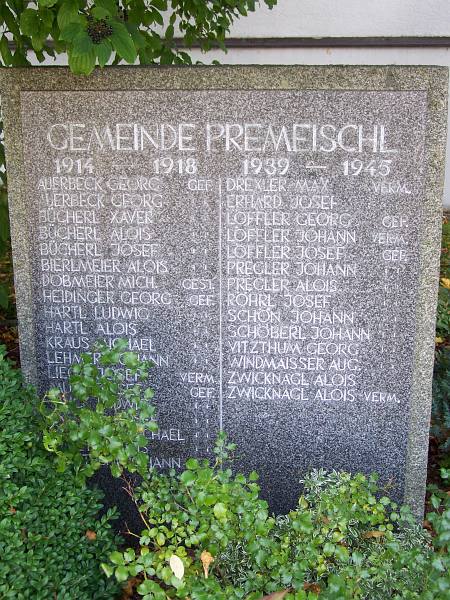 GEMEINDE PREMEISCHL
1914 – 1918 1939 – 1945
AUERBECK GEORG GEF.
GEORG
BÜCHERL XAVER
BÜCHERL ALOIS
BÜCHERL JOSEF
BIERLMEIER ALOIS
DOBMEIER MICH. GEST.
HEIDINGER GEORG GEF.
HARTL LUDWIG
HARTL ALOIS
KRAUS MICHAEL
JOSEF
VERM.
GEF.
DREXLER MAX VERM.
ERHARD JOSEF
LÖFFLER GEORG GEF.
LÖFFLER JOHANN VERM.
LÖFFLER JOSEF GEF.
PREGLER JOHANN
PREGLER ALOIS
RÖHRL JOSEF
SCHÖN JOHANN
SCHOBERL JOHANN
VITZTHUM GEORG
WINDMAISSER AUG.
ZWICKNAGL ALOIS
ZWICKNAGL ALOIS VERM.